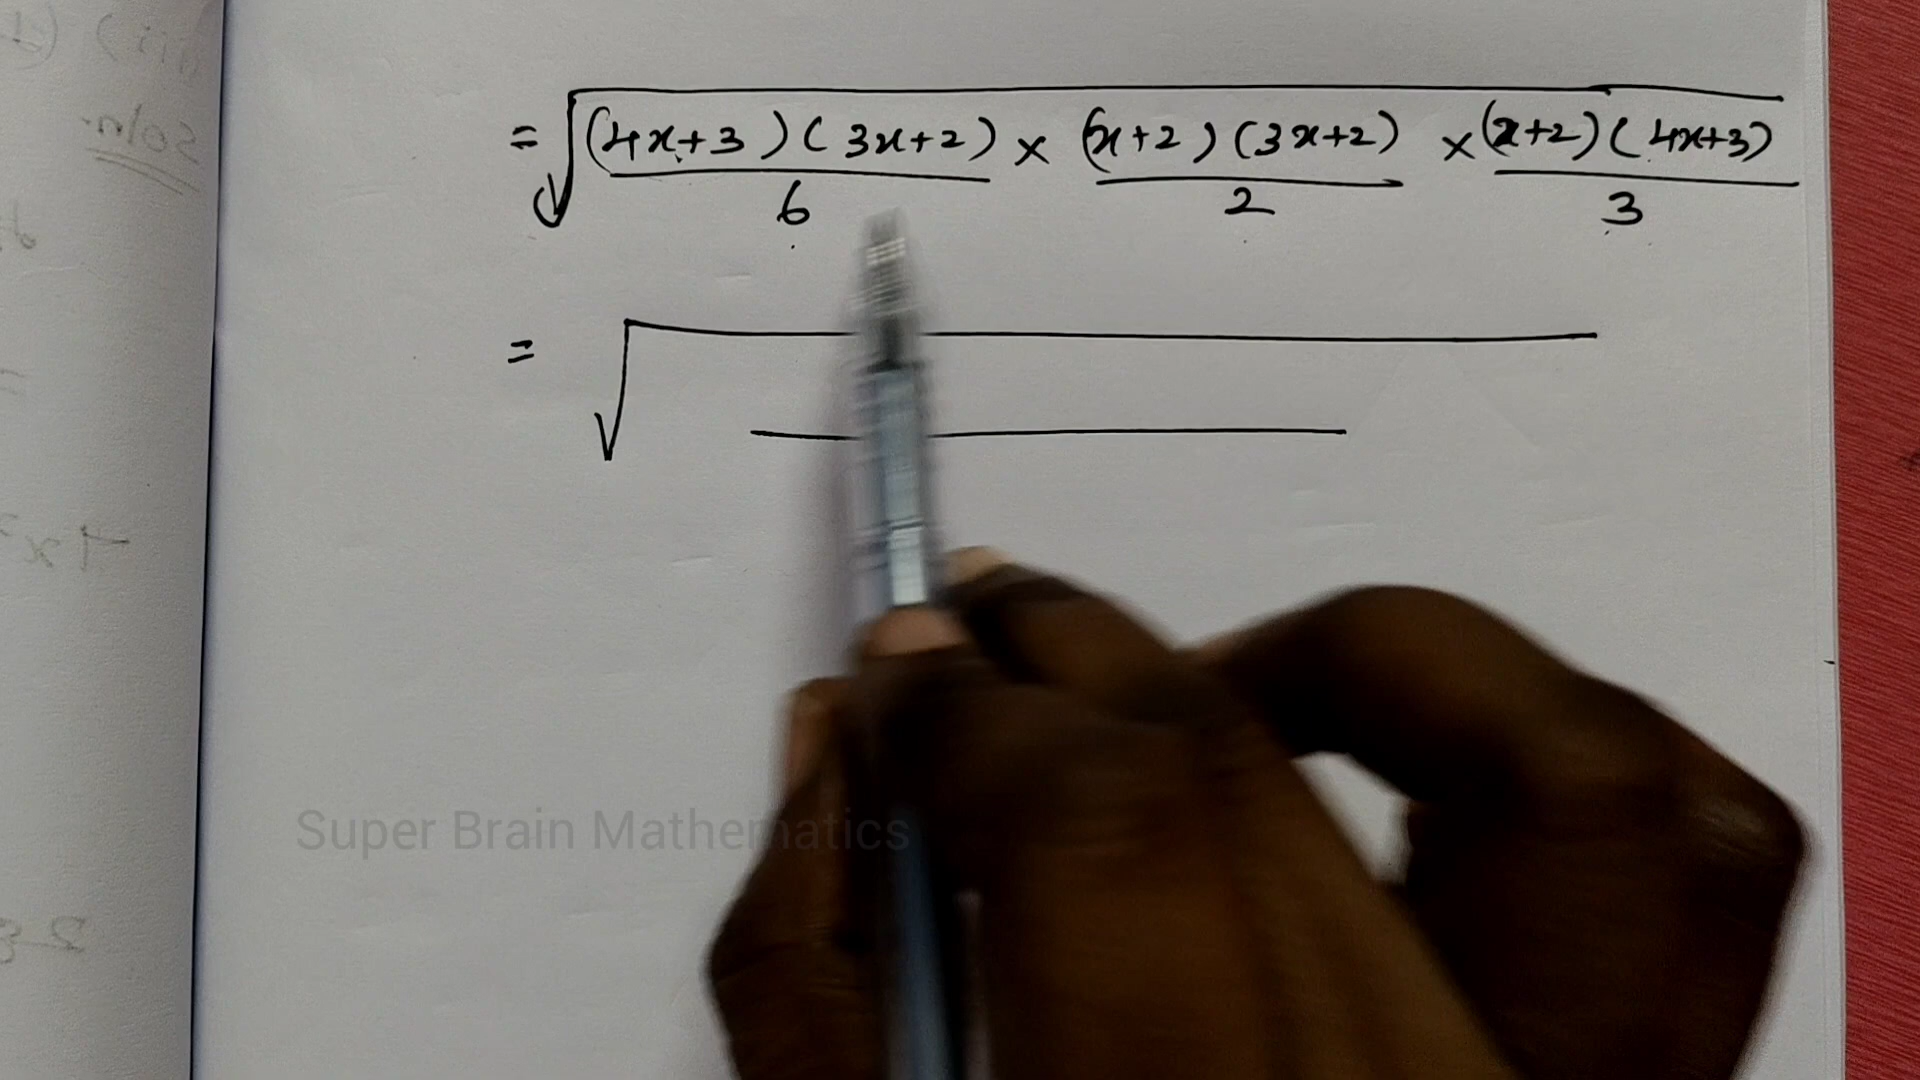 = √(4x+3)(3x+2)/6 × (x+2)(3x+2)/2 × (x+2)(4x+3)/3
= √
Super Brain Mathematics